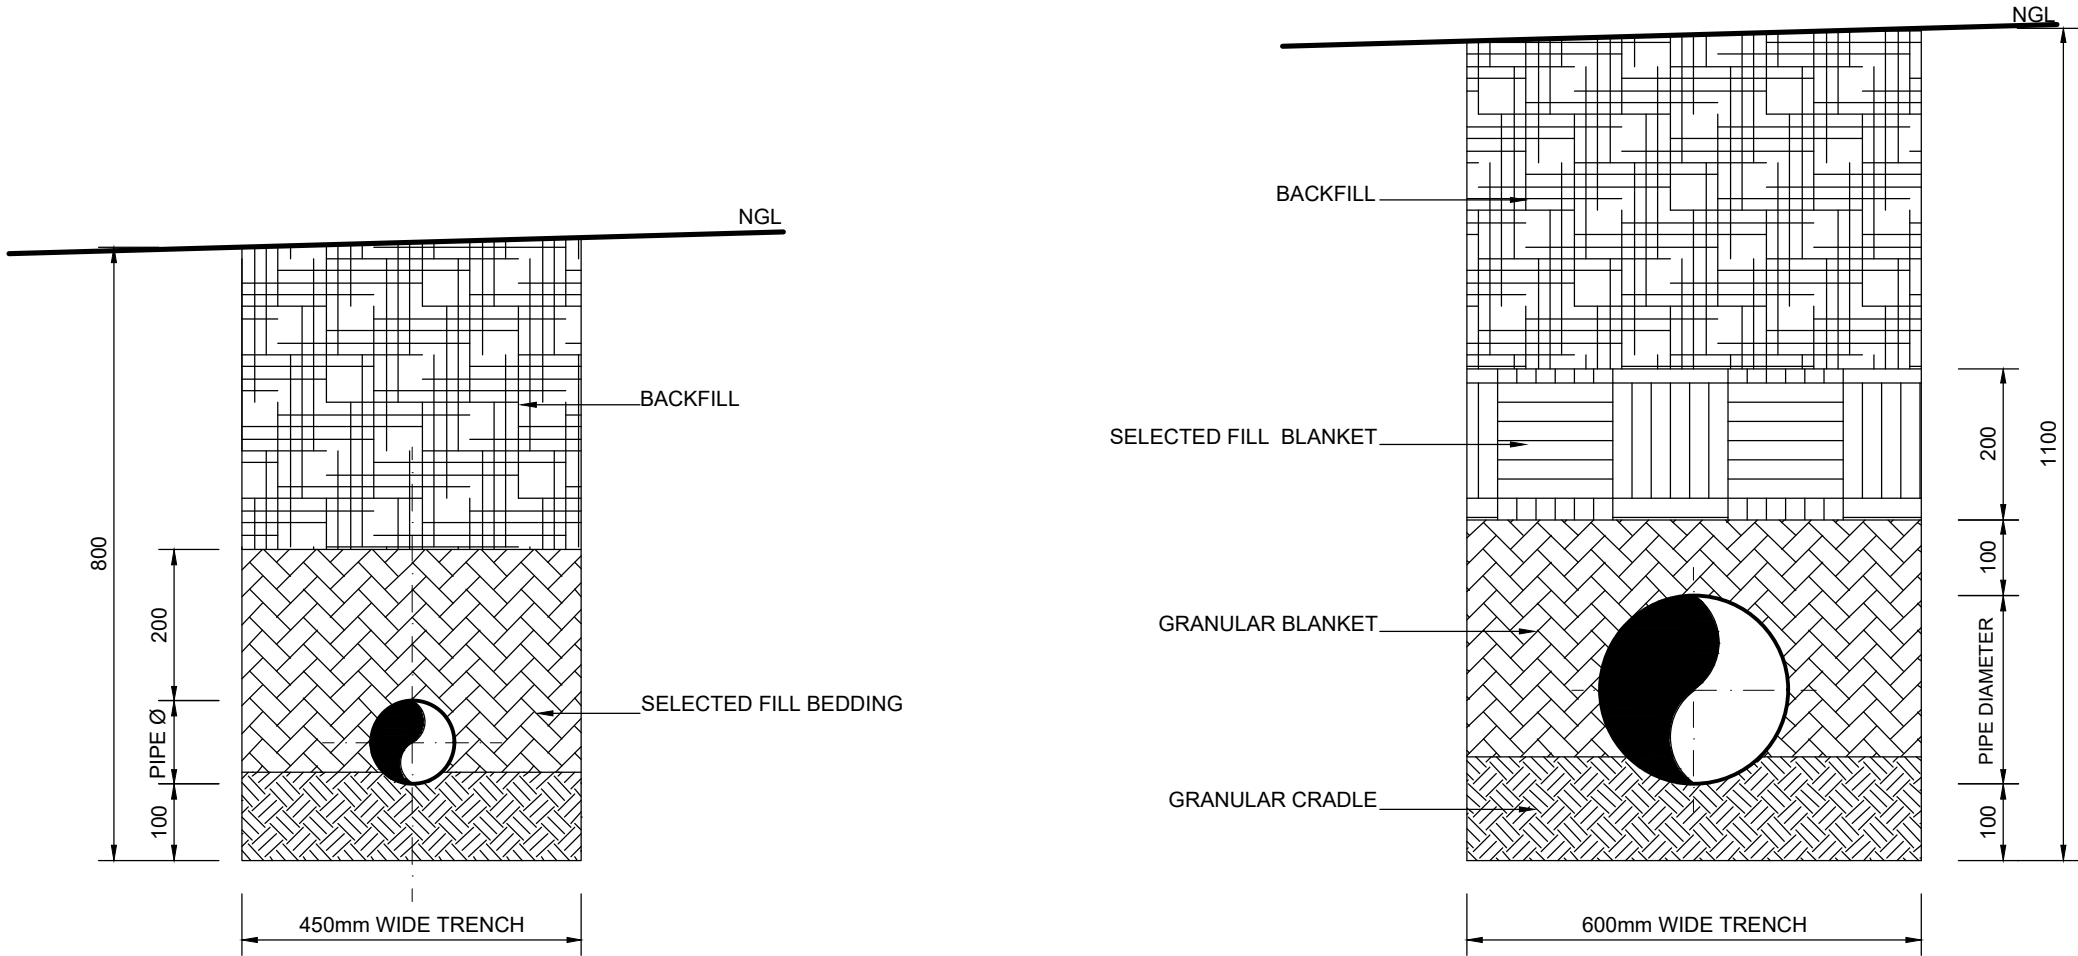 NGL
BACKFILL
SELECTED FILL BEDDING
800
200
PIPE Ø
100
450mm WIDE TRENCH
NGL
BACKFILL
SELECTED FILL BLANKET
GRANULAR BLANKET
GRANULAR CRADLE
200
100
PIPE DIAMETER
100
1100
600mm WIDE TRENCH